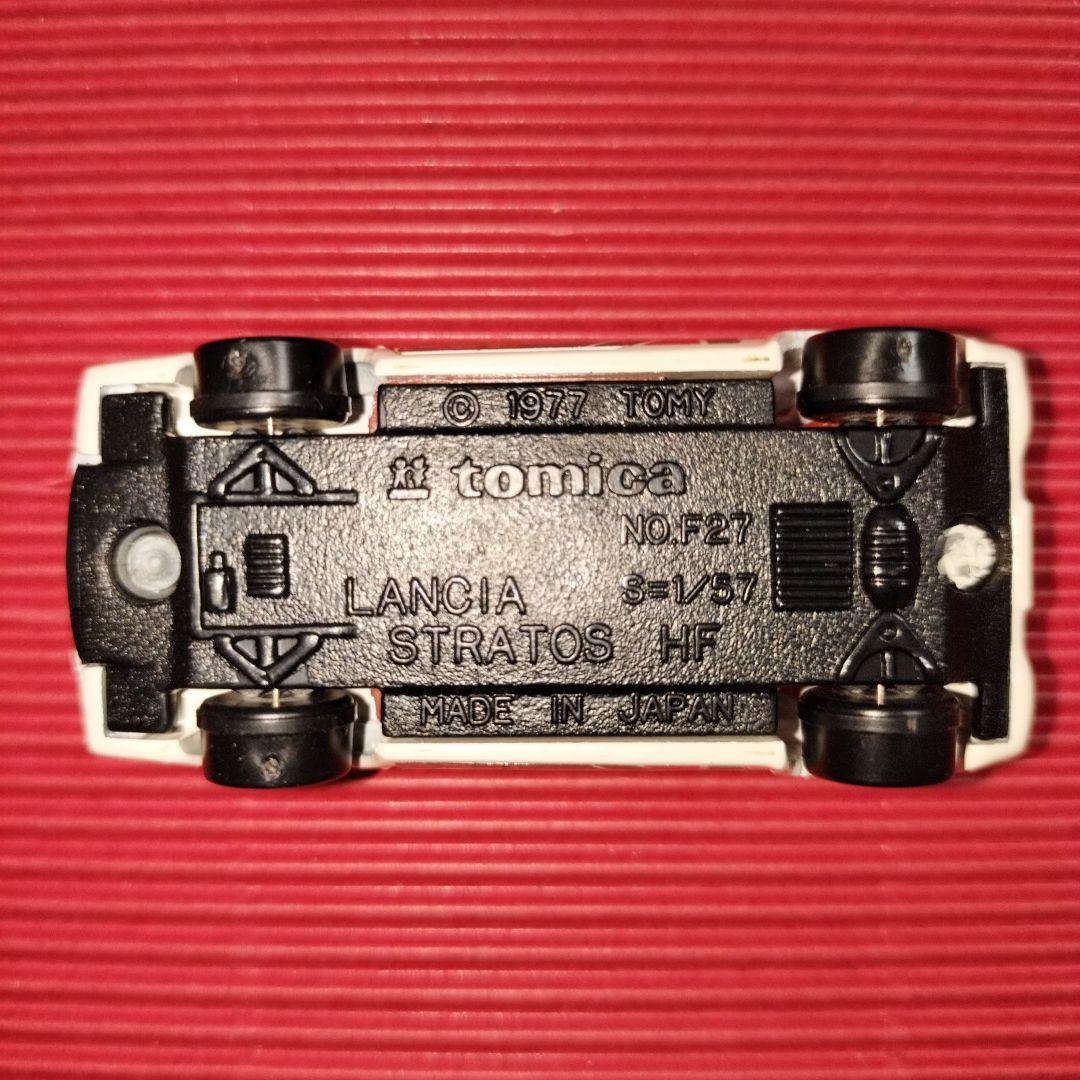 © 1977 TOMY
tomica
NO.F27
S=1/57
LANCIA
STRATOS HF
MADE IN JAPAN